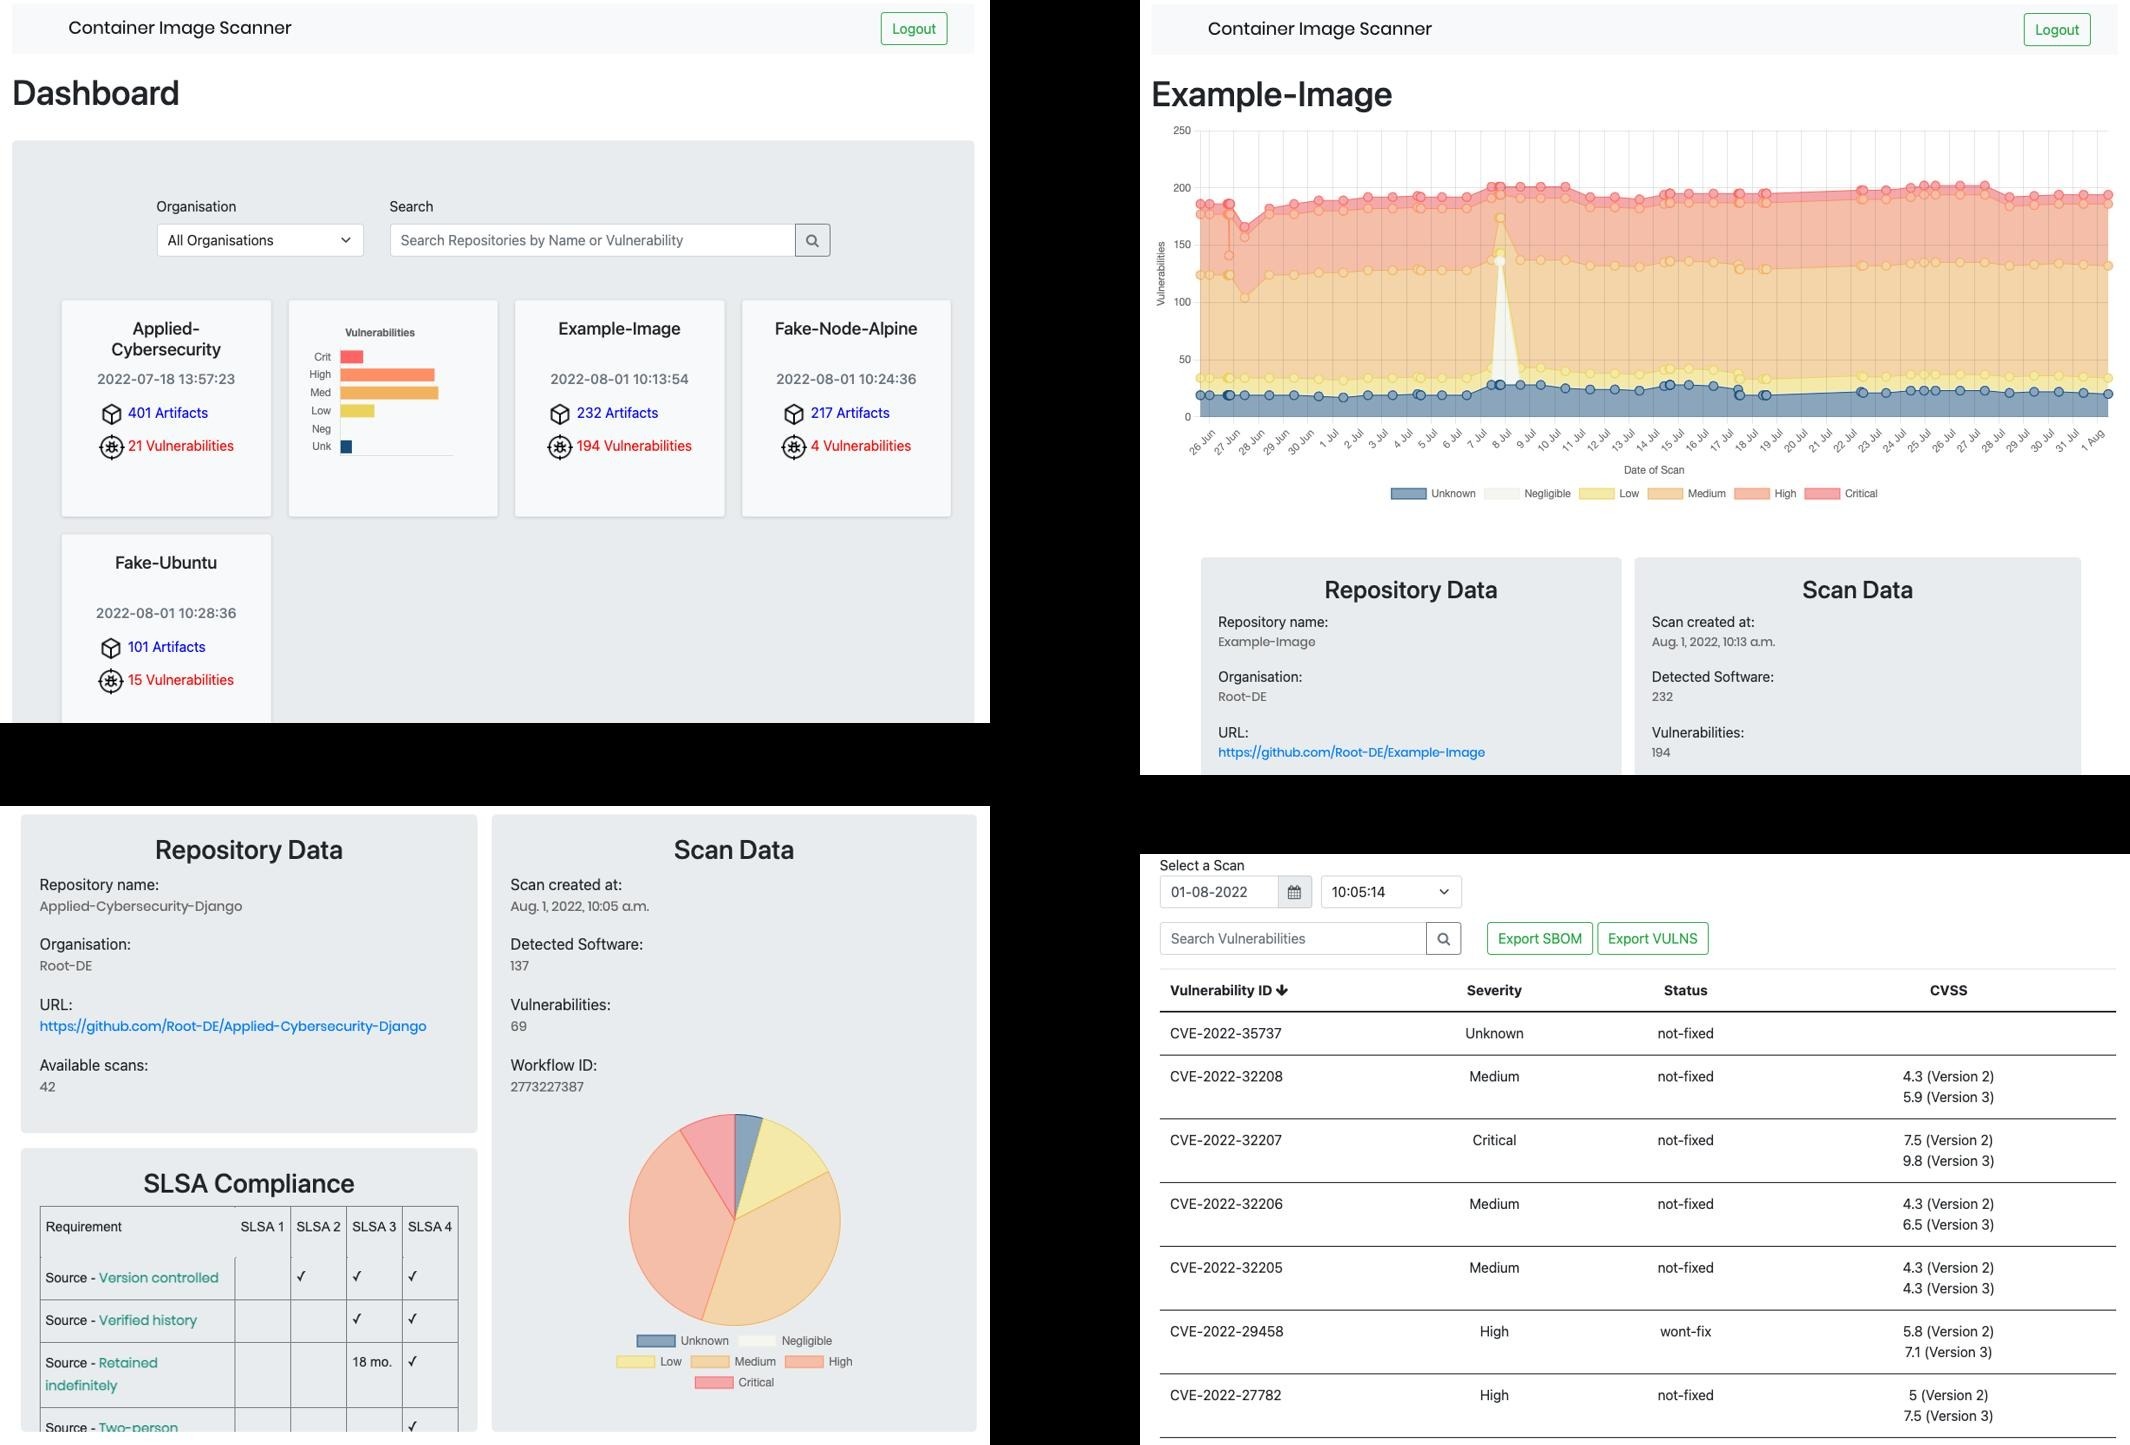 Container Image Scanner
Logout
Dashboard
Organisation
Search
All Organisations
Search Repositories by Name or Vulnerability
Applied-
Cybersecurity
2022-07-18 13:57:23
401 Artifacts
21 Vulnerabilities
Vulnerabilities
Crit
High
Med
Low
Neg
Unk
Example-Image
2022-08-01 10:13:54
232 Artifacts
194 Vulnerabilities
Fake-Node-Alpine
2022-08-01 10:24:36
217 Artifacts
4 Vulnerabilities
Fake-Ubuntu
2022-08-01 10:28:36
101 Artifacts
15 Vulnerabilities
Container Image Scanner
Logout
Example-Image
250
200
150
100
50
0
Vulnerabilities
26 Jun
27 Jun
28 Jun
29 Jun
30 Jun
1 Jul
2 Jul
3 Jul
4 Jul
5 Jul
6 Jul
7 Jul
8 Jul
9 Jul
10 Jul
11 Jul
12 Jul
13 Jul
14 Jul
15 Jul
16 Jul
17 Jul
18 Jul
19 Jul
20 Jul
21 Jul
22 Jul
23 Jul
24 Jul
25 Jul
26 Jul
27 Jul
28 Jul
29 Jul
30 Jul
31 Jul
1 Aug
Date of Scan
Unknown Negligible Low Medium High Critical
Repository Data
Repository name:
Example-Image
Organisation:
Root-DE
URL:
https://github.com/Root-DE/Example-Image
Scan Data
Scan created at:
Aug. 1, 2022, 10:13 a.m.
Detected Software:
232
Vulnerabilities:
194
Repository Data
Repository name:
Applied-Cybersecurity-Django
Organisation:
Root-DE
URL:
https://github.com/Root-DE/Applied-Cybersecurity-Django
Available scans:
42
SLSA Compliance
Requirement SLSA 1 SLSA 2 SLSA 3 SLSA 4
Source - Version controlled ✓ ✓ ✓
Source - Verified history ✓ ✓
Source - Retained 18 mo. ✓
indefinitely
Source - Two-person ✓
Scan Data
Scan created at:
Aug. 1, 2022, 10:05 a.m.
Detected Software:
137
Vulnerabilities:
69
Workflow ID:
2773227387
Unknown Negligible
Low Medium High
Critical
Select a Scan
01-08-2022 10:05:14
Search Vulnerabilities
Export SBOM
Export VULNS
Vulnerability ID Severity Status CVSS
CVE-2022-35737 Unknown not-fixed
CVE-2022-32208 Medium not-fixed 4.3 (Version 2)
5.9 (Version 3)
CVE-2022-32207 Critical not-fixed 7.5 (Version 2)
9.8 (Version 3)
CVE-2022-32206 Medium not-fixed 4.3 (Version 2)
6.5 (Version 3)
CVE-2022-32205 Medium not-fixed 4.3 (Version 2)
4.3 (Version 3)
CVE-2022-29458 High wont-fix 5.8 (Version 2)
7.1 (Version 3)
CVE-2022-27782 High not-fixed 5 (Version 2)
7.5 (Version 3)